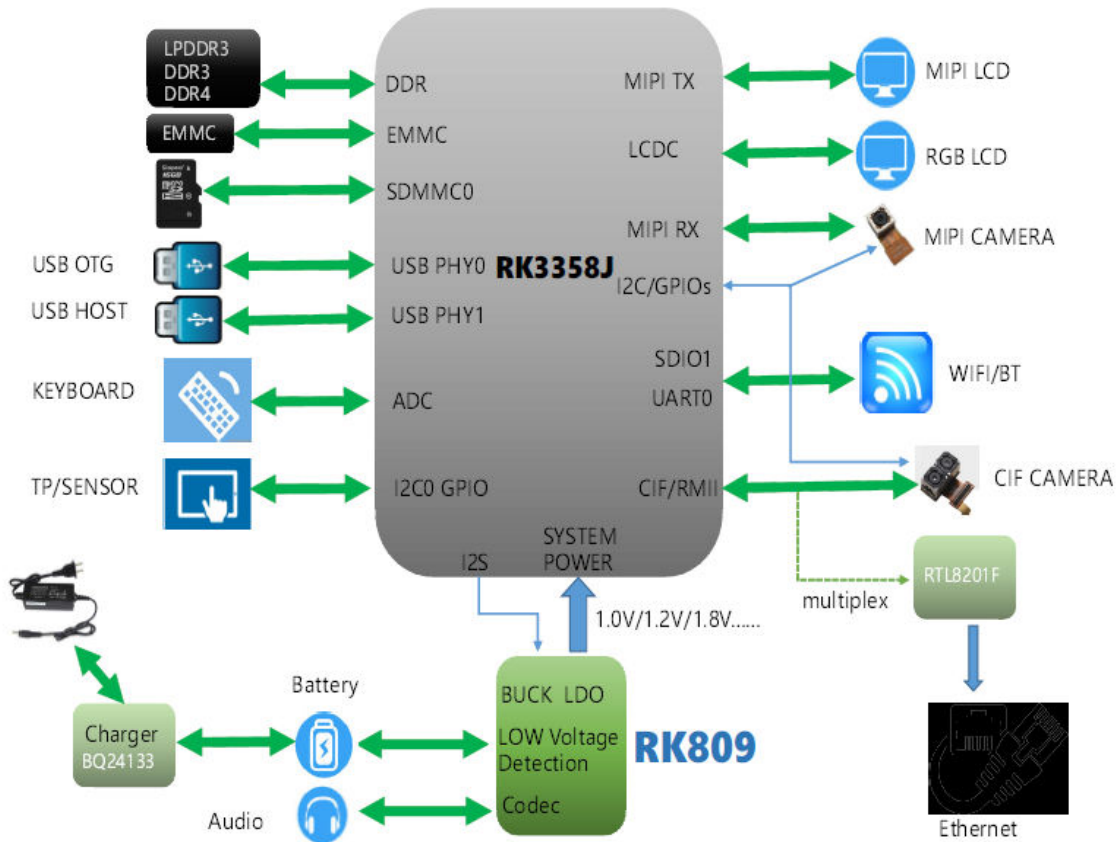 LPDDR3
DDR3
DDR4
DDR
MIPI TX
MIPI LCD
EMMC
EMMC
LCDC
RGB LCD
16GB
SDMMC0
MIPI RX
MIPI CAMERA
USB OTG
USB PHY0
RK3358J
I2C/GPIOs
USB HOST
USB PHY1
SDIO1
WIFI/BT
KEYBOARD
ADC
UART0
TP/SENSOR
I2C0 GPIO
CIF/RMII
CIF CAMERA
I2S
SYSTEM
POWER
RTL8201F
multiplex
1.0V/1.2V/1.8V......
Battery
BUCK LDO
Charger
BQ24133
LOW Voltage
Detection
RK809
Audio
Codec
Ethernet